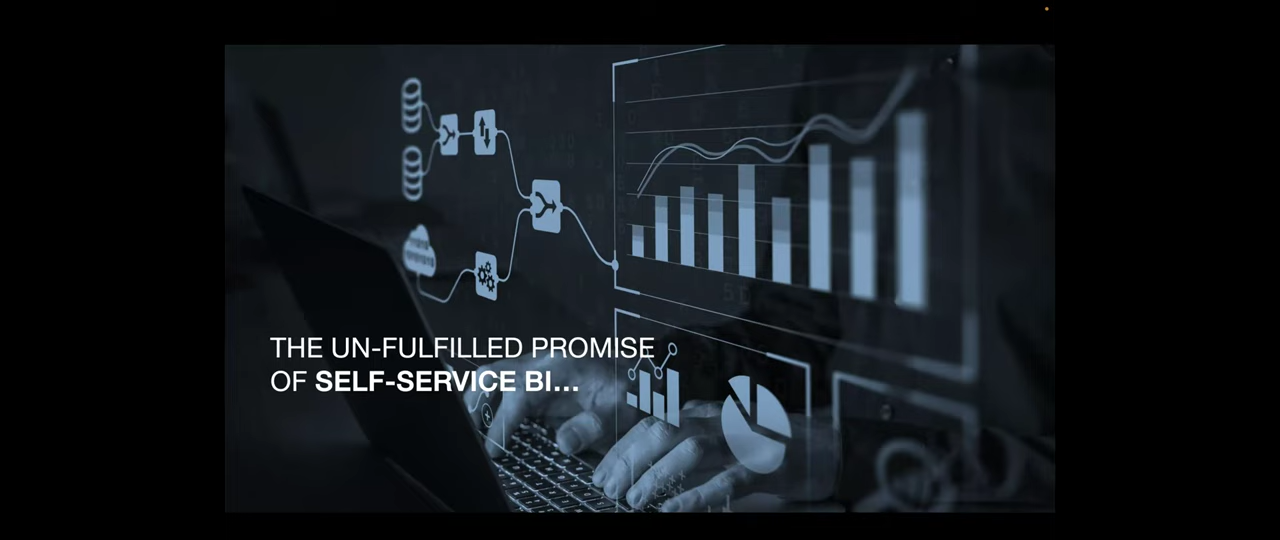 THE UN-FULFILLED PROMISE
OF SELF-SERVICE BI...